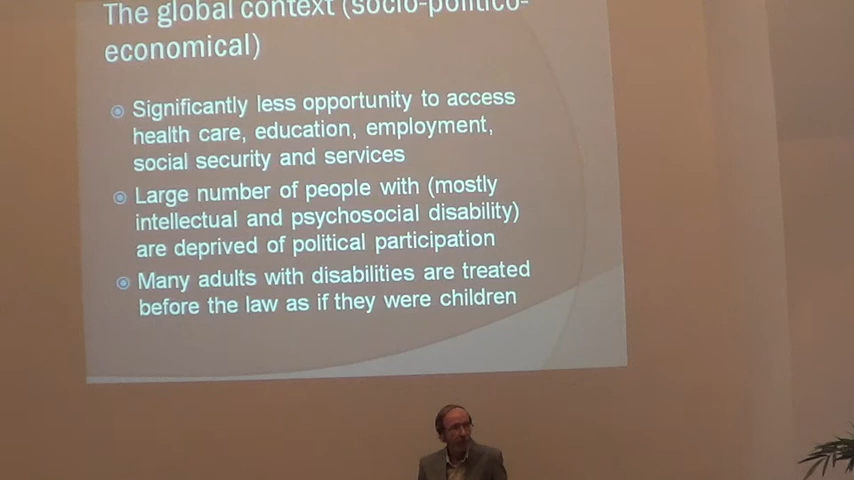 The global context (socio-politico-
economical)
Significantly less opportunity to access
health care, education, employment,
social security and services
Large number of people with (mostly
intellectual and psychosocial disability)
are deprived of political participation
Many adults with disabilities are treated
before the law as if they were children